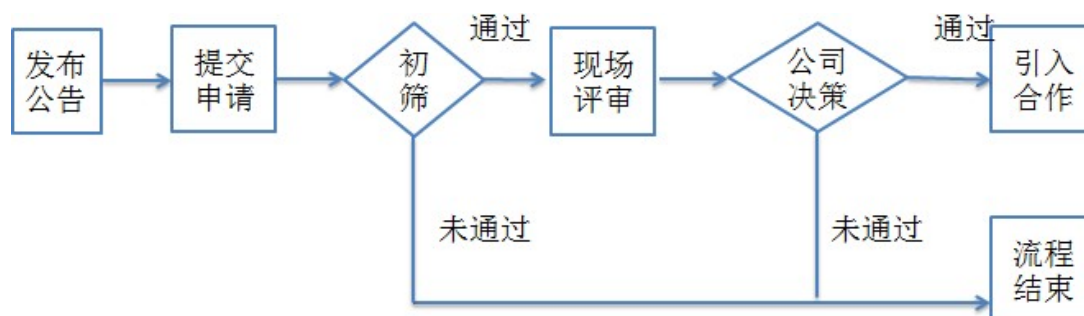 发布
公告
提交
申请
初
筛
通过
现场
评审
公司
决策
通过
引入
合作
未通过
未通过
流程
结束